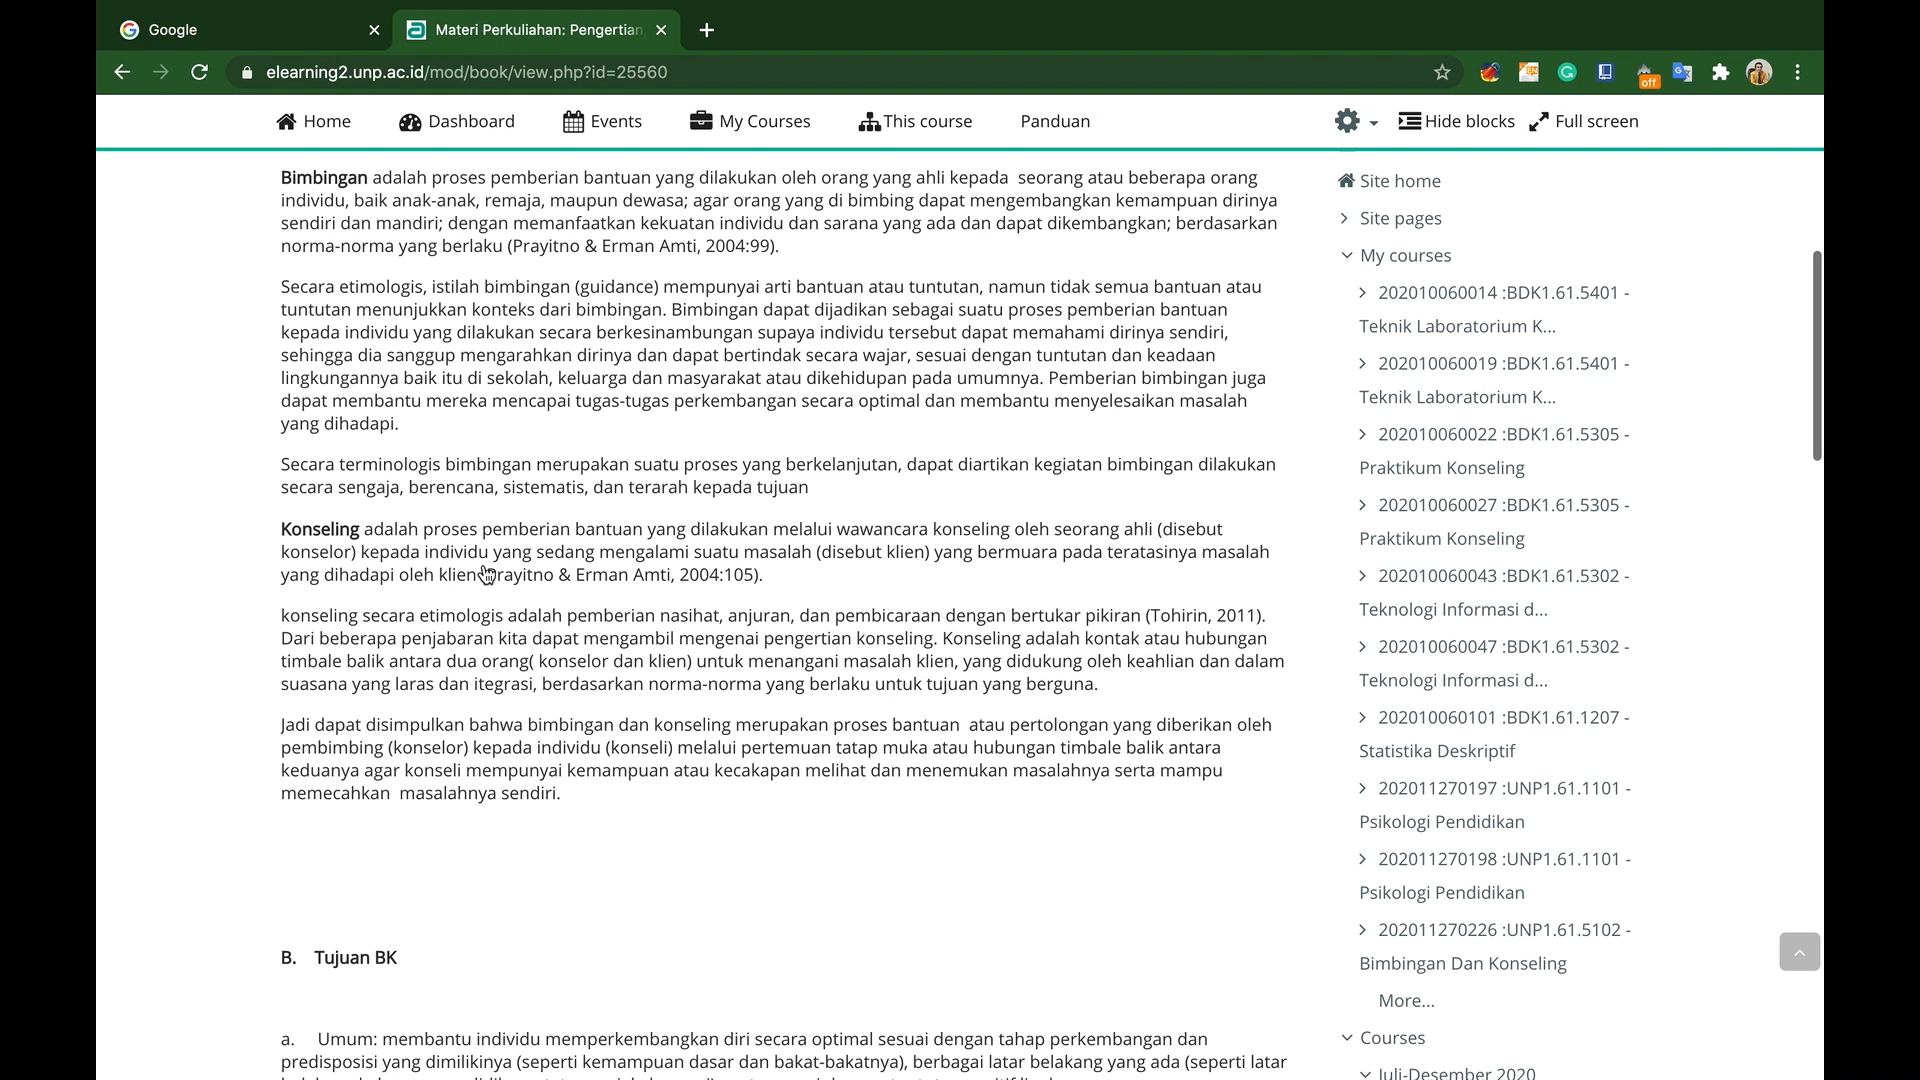 Google
Materi Perkuliahan: Pengertian
elearning2.unp.ac.id/mod/book/view.php?id=25560
off
Home
Dashboard
Events
My Courses
This course
Panduan
Hide blocks
Full screen
Bimbingan adalah proses pemberian bantuan yang dilakukan oleh orang yang ahli kepada  seorang atau beberapa orang
individu, baik anak-anak, remaja, maupun dewasa; agar orang yang di bimbing dapat mengembangkan kemampuan dirinya
sendiri dan mandiri; dengan memanfaatkan kekuatan individu dan sarana yang ada dan dapat dikembangkan; berdasarkan
norma-norma yang berlaku (Prayitno & Erman Amti, 2004:99).
Secara etimologis, istilah bimbingan (guidance) mempunyai arti bantuan atau tuntutan, namun tidak semua bantuan atau
tuntutan menunjukkan konteks dari bimbingan. Bimbingan dapat dijadikan sebagai suatu proses pemberian bantuan
kepada individu yang dilakukan secara berkesinambungan supaya individu tersebut dapat memahami dirinya sendiri,
sehingga dia sanggup mengarahkan dirinya dan dapat bertindak secara wajar, sesuai dengan tuntutan dan keadaan
lingkungannya baik itu di sekolah, keluarga dan masyarakat atau dikehidupan pada umumnya. Pemberian bimbingan juga
dapat membantu mereka mencapai tugas-tugas perkembangan secara optimal dan membantu menyelesaikan masalah
yang dihadapi.
Secara terminologis bimbingan merupakan suatu proses yang berkelanjutan, dapat diartikan kegiatan bimbingan dilakukan
secara sengaja, berencana, sistematis, dan terarah kepada tujuan
Konseling adalah proses pemberian bantuan yang dilakukan melalui wawancara konseling oleh seorang ahli (disebut
konselor) kepada individu yang sedang mengalami suatu masalah (disebut klien) yang bermuara pada teratasinya masalah
yang dihadapi oleh klien rayitno & Erman Amti, 2004:105).
konseling secara etimologis adalah pemberian nasihat, anjuran, dan pembicaraan dengan bertukar pikiran (Tohirin, 2011).
Dari beberapa penjabaran kita dapat mengambil mengenai pengertian konseling. Konseling adalah kontak atau hubungan
timbale balik antara dua orang( konselor dan klien) untuk menangani masalah klien, yang didukung oleh keahlian dan dalam
suasana yang laras dan itegrasi, berdasarkan norma-norma yang berlaku untuk tujuan yang berguna.
Jadi dapat disimpulkan bahwa bimbingan dan konseling merupakan proses bantuan  atau pertolongan yang diberikan oleh
pembimbing (konselor) kepada individu (konseli) melalui pertemuan tatap muka atau hubungan timbale balik antara
keduanya agar konseli mempunyai kemampuan atau kecakapan melihat dan menemukan masalahnya serta mampu
memecahkan  masalahnya sendiri.
B. Tujuan BK
a. Umum: membantu individu memperkembangkan diri secara optimal sesuai dengan tahap perkembangan dan
predisposisi yang dimilikinya (seperti kemampuan dasar dan bakat-bakatnya), berbagai latar belakang yang ada (seperti latar
Site home
Site pages
My courses
202010060014 :BDK1.61.5401 -
Teknik Laboratorium K...
202010060019 :BDK1.61.5401 -
Teknik Laboratorium K...
202010060022 :BDK1.61.5305 -
Praktikum Konseling
202010060027 :BDK1.61.5305 -
Praktikum Konseling
202010060043 :BDK1.61.5302 -
Teknologi Informasi d...
202010060047 :BDK1.61.5302 -
Teknologi Informasi d...
202010060101 :BDK1.61.1207 -
Statistika Deskriptif
202011270197 :UNP1.61.1101 -
Psikologi Pendidikan
202011270198 :UNP1.61.1101 -
Psikologi Pendidikan
202011270226 :UNP1.61.5102 -
Bimbingan Dan Konseling
More...
Courses
Juli-Desember 2020